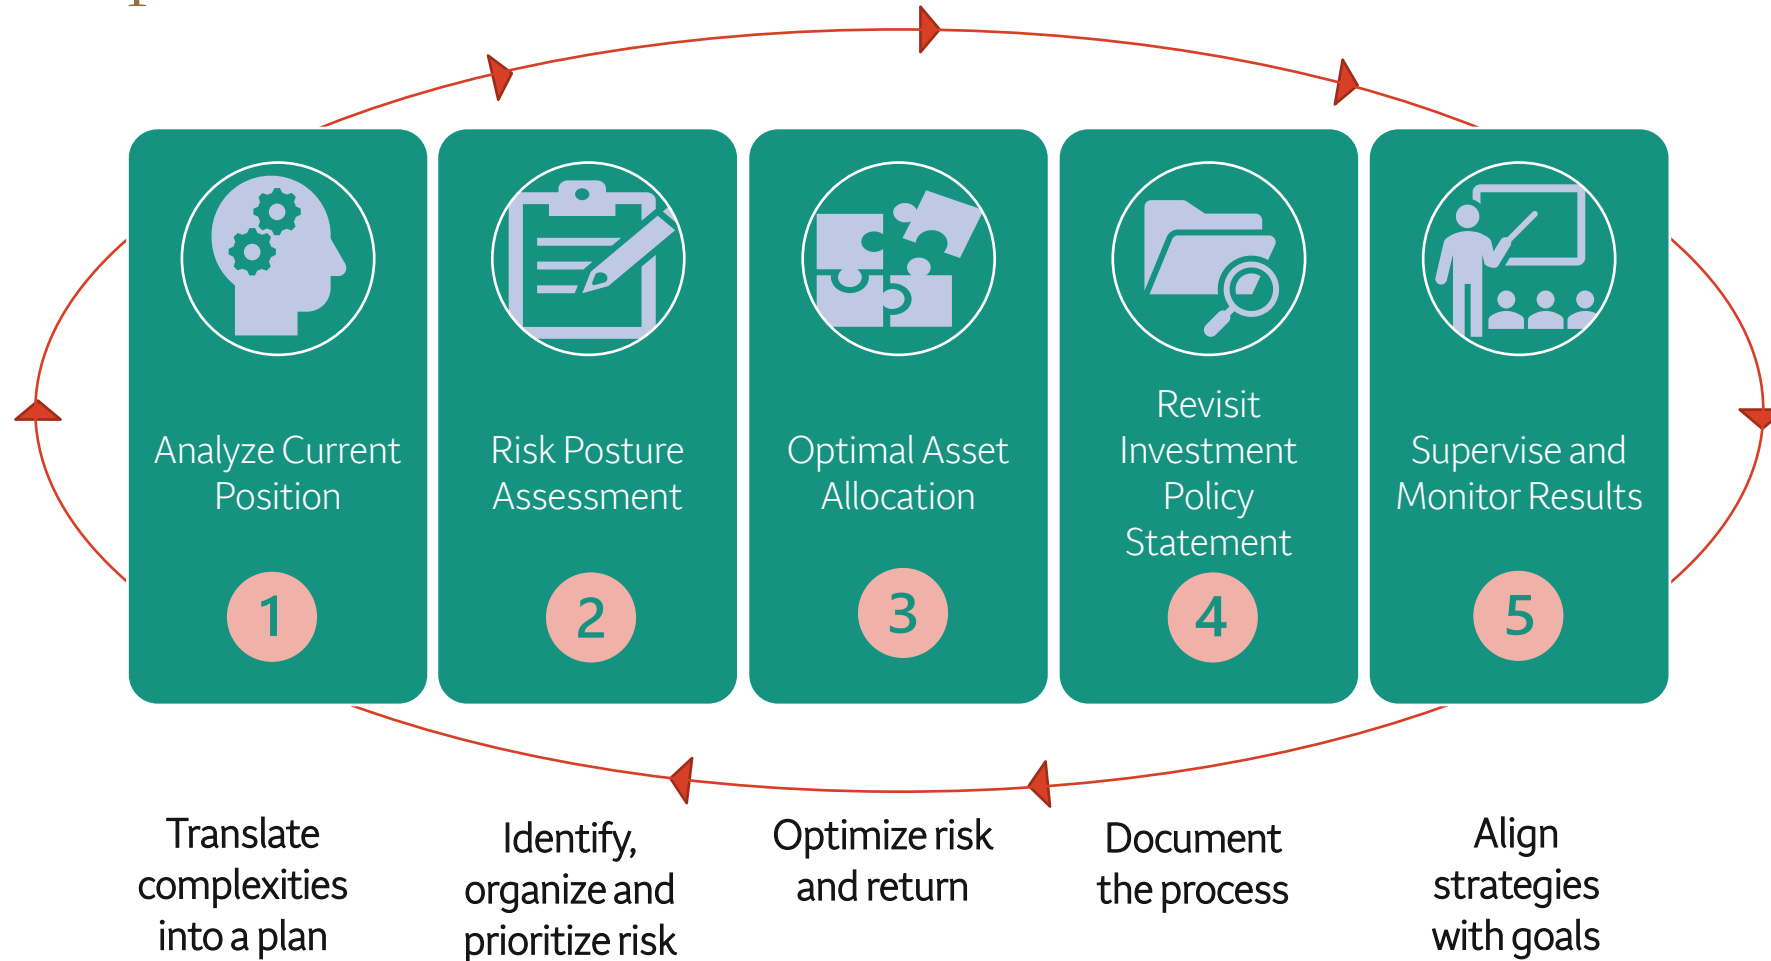 Analyze Current
Position
1
Risk Posture
Assessment
2
Optimal Asset
Allocation
3
Revisit
Investment
Policy
Statement
4
Supervise and
Monitor Results
5
Translate
complexities
into a plan
Identify,
organize and
prioritize risk
Optimize risk
and return
Document
the process
Align
strategies
with goals